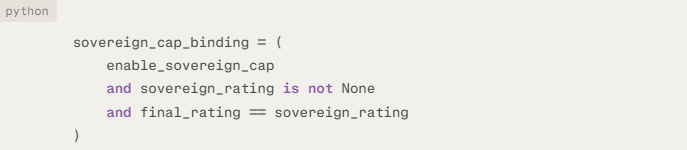 python
sovereign_cap_binding = (
    enable_sovereign_cap
    and sovereign_rating is not None
    and final_rating == sovereign_rating
)